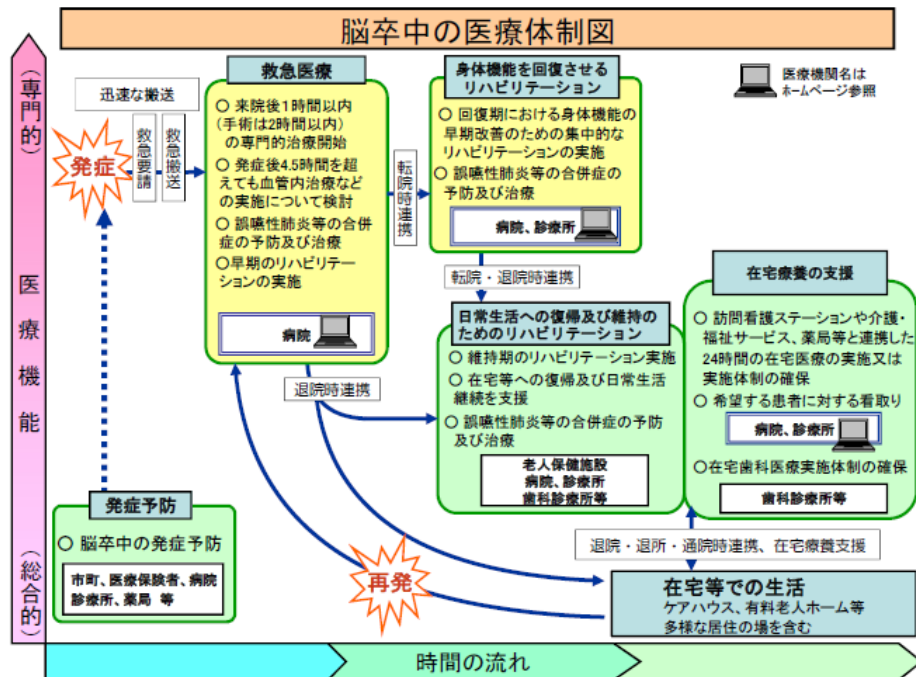 脳卒中の医療体制図
（専門的）
医療機能
（総合的）
迅速な搬送
発症
救急要請
救急搬送
救急医療
○ 来院後1時間以内
（手術は2時間以内）
の専門的治療開始
○ 発症後4.5時間を超
えても血管内治療など
の実施について検討
○ 誤嚥性肺炎等の合併
症の予防及び治療
○早期のリハビリテー
ションの実施
病院
転院時連携
身体機能を回復させる
リハビリテーション
○ 回復期における身体機能の
早期改善のための集中的な
リハビリテーションの実施
○ 誤嚥性肺炎等の合併症の
予防及び治療
病院、診療所
医療機関名は
ホームページ参照
転院・退院時連携
日常生活への復帰及び維持の
ためのリハビリテーション
○ 維持期のリハビリテーション実施
○ 在宅等への復帰及び日常生活
継続を支援
○ 誤嚥性肺炎等の合併症の予防
及び治療
老人保健施設
病院、診療所
歯科診療所等
在宅療養の支援
○ 訪問看護ステーションや介護・
福祉サービス、薬局等と連携した
24時間の在宅医療の実施又は
実施体制の確保
○ 希望する患者に対する看取り
病院、診療所
○在宅歯科医療実施体制の確保
歯科診療所等
退院時連携
発症予防
○ 脳卒中の発症予防
市町、医療保険者、病院
診療所、薬局 等
再発
退院・退所・通院時連携、在宅療養支援
在宅等での生活
ケアハウス、有料老人ホーム等
多様な居住の場を含む
時間の流れ